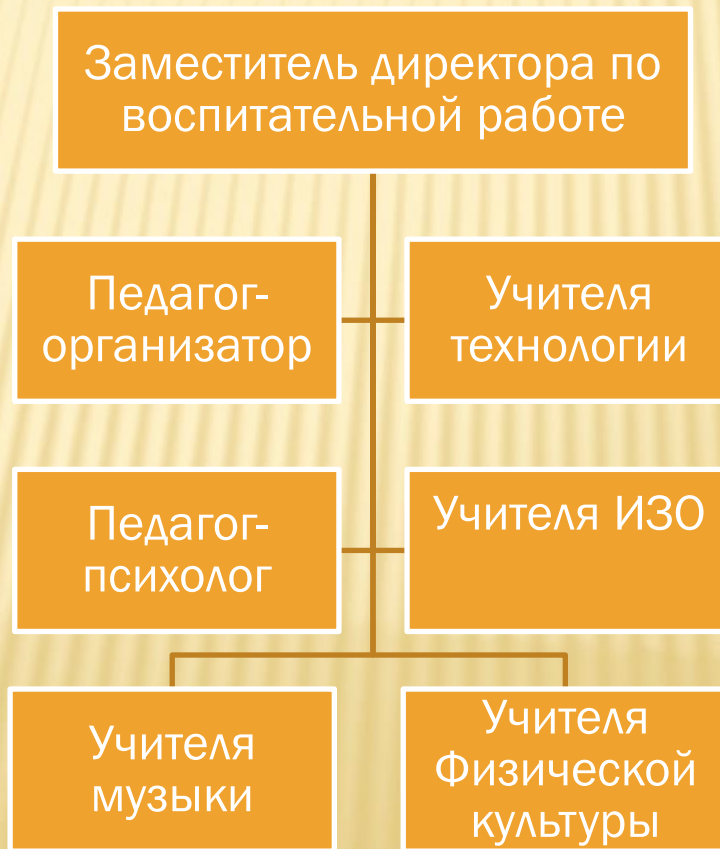 Заместитель директора по
воспитательной работе
Педагог-
организатор
Учителя
технологии
Педагог-
психолог
Учителя ИЗО
Учителя
музыки
Учителя
Физической
культуры